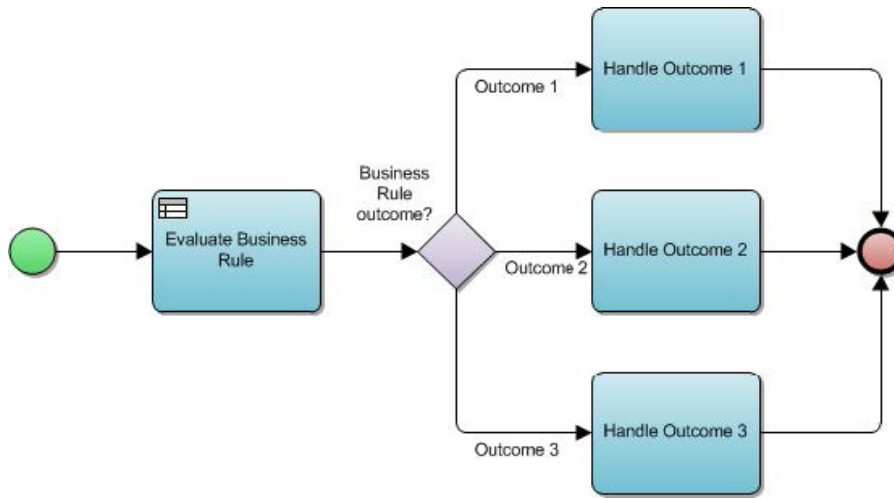 Outcome 1
Handle Outcome 1
Business
Rule
outcome?
Evaluate Business
Rule
Outcome 2
Handle Outcome 2
Outcome 3
Handle Outcome 3